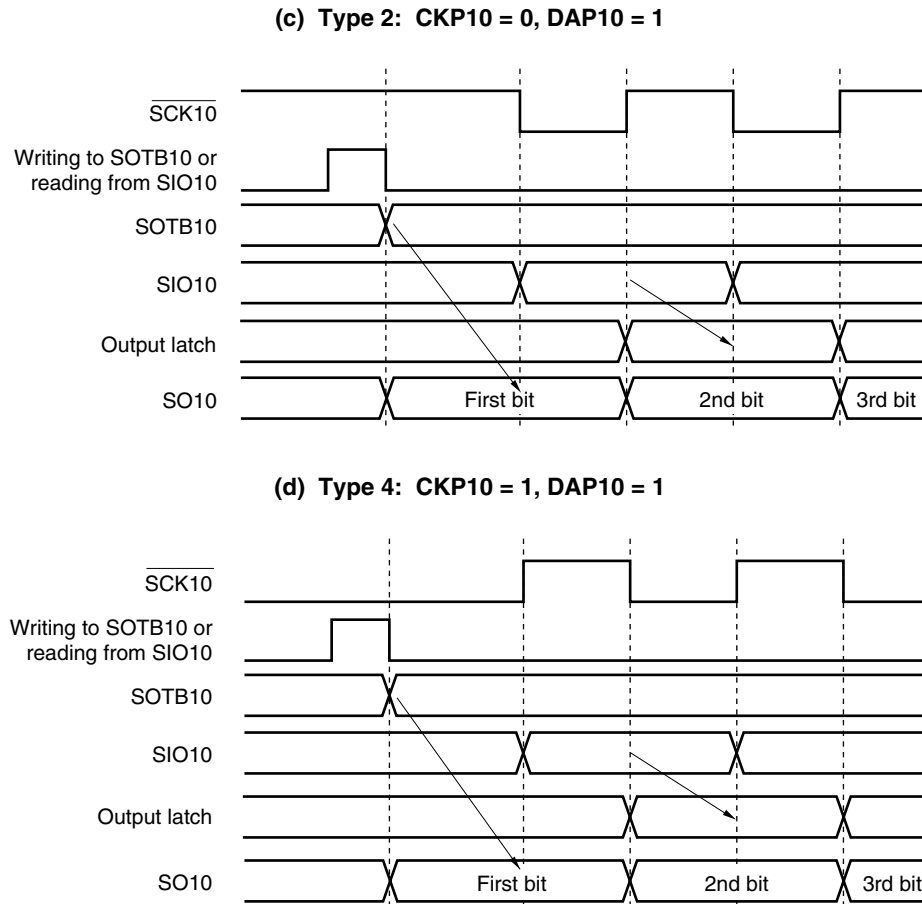 (c) Type 2: CKP10 = 0, DAP10 = 1
SCK10
Writing to SOTB10 or
reading from SIO10
SOTB10
SIO10
Output latch
SO10
First bit
2nd bit
3rd bit
(d) Type 4: CKP10 = 1, DAP10 = 1
SCK10
Writing to SOTB10 or
reading from SIO10
SOTB10
SIO10
Output latch
SO10
First bit
2nd bit
3rd bit